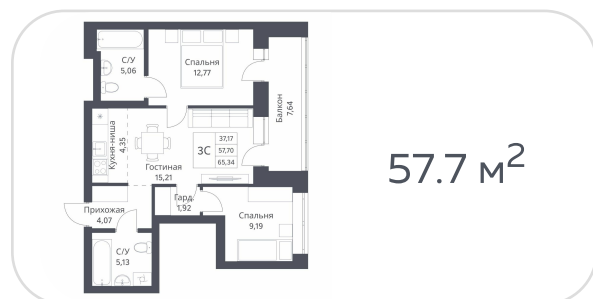 С/У
5,06
Спальня
12,77
Балкон
7,64
Кухня-ниша
4,35
Гостиная
15,21
3С
37,17
57,70
65,34
57.7 м²
Гард.
1,92
Спальня
9,19
Прихожая
4,07
С/У
5,13